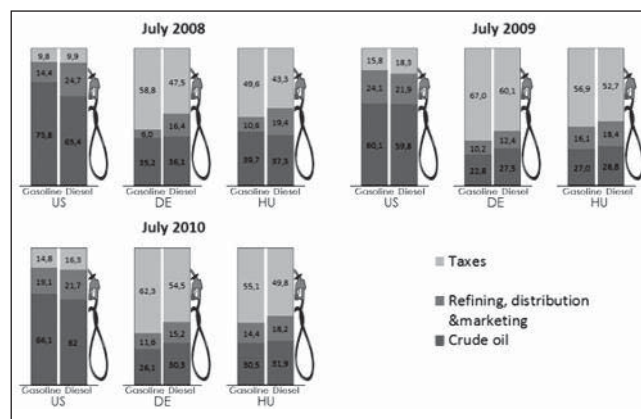 July 2008
9,8 9,9
14,4 24,7
75,8 65,4
Gasoline Diesel
US
58,8 47,5
6,0 16,4
35,2 36,1
Gasoline Diesel
DE
49,6 43,3
10,6 19,4
39,7 37,3
Gasoline Diesel
HU
July 2009
15,8 18,3
24,1 21,9
60,1 59,8
Gasoline Diesel
US
67,0 60,1
10,2 12,4
22,8 27,5
Gasoline Diesel
DE
56,9 52,7
16,1 18,4
27,0 28,8
Gasoline Diesel
HU
July 2010
14,8 16,3
19,1 21,7
66,1 62
Gasoline Diesel
US
62,3 54,5
11,6 15,2
26,1 30,3
Gasoline Diesel
DE
55,1 49,8
14,4 18,2
30,5 31,9
Gasoline Diesel
HU
Taxes
Refining, distribution
&marketing
Crude oil